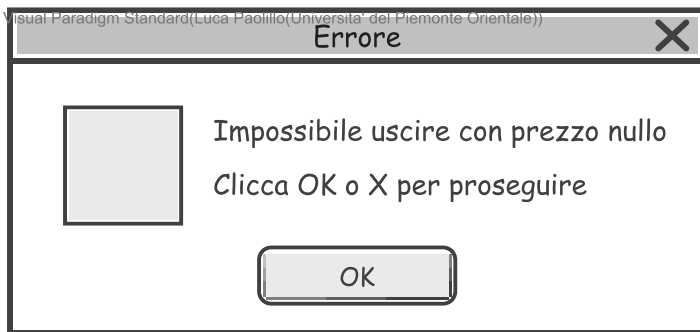 Visual Paradigm Standard(Luca Paolillo(Universita' del Piemonte Orientale))
Errore
Impossibile uscire con prezzo nullo
Clicca OK o X per proseguire
OK